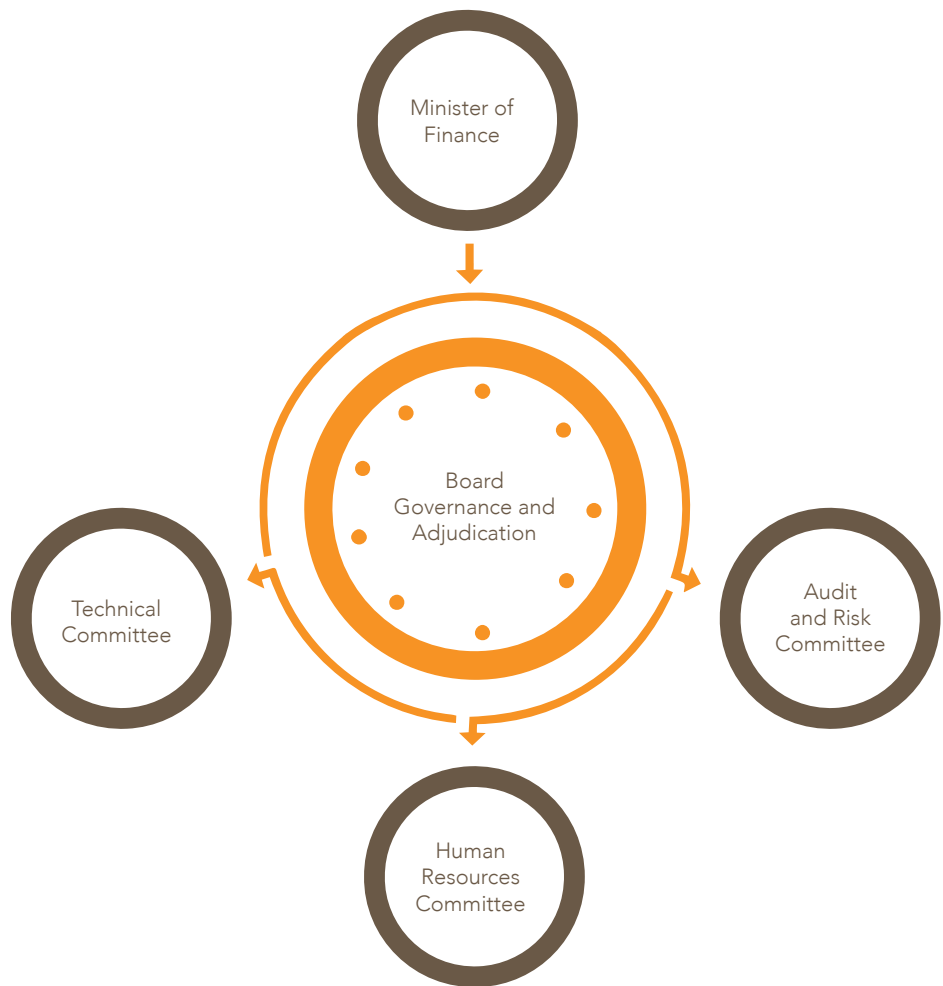 Minister of
Finance
Board
Governance and
Adjudication
Technical
Committee
Audit
and Risk
Committee
Human
Resources
Committee